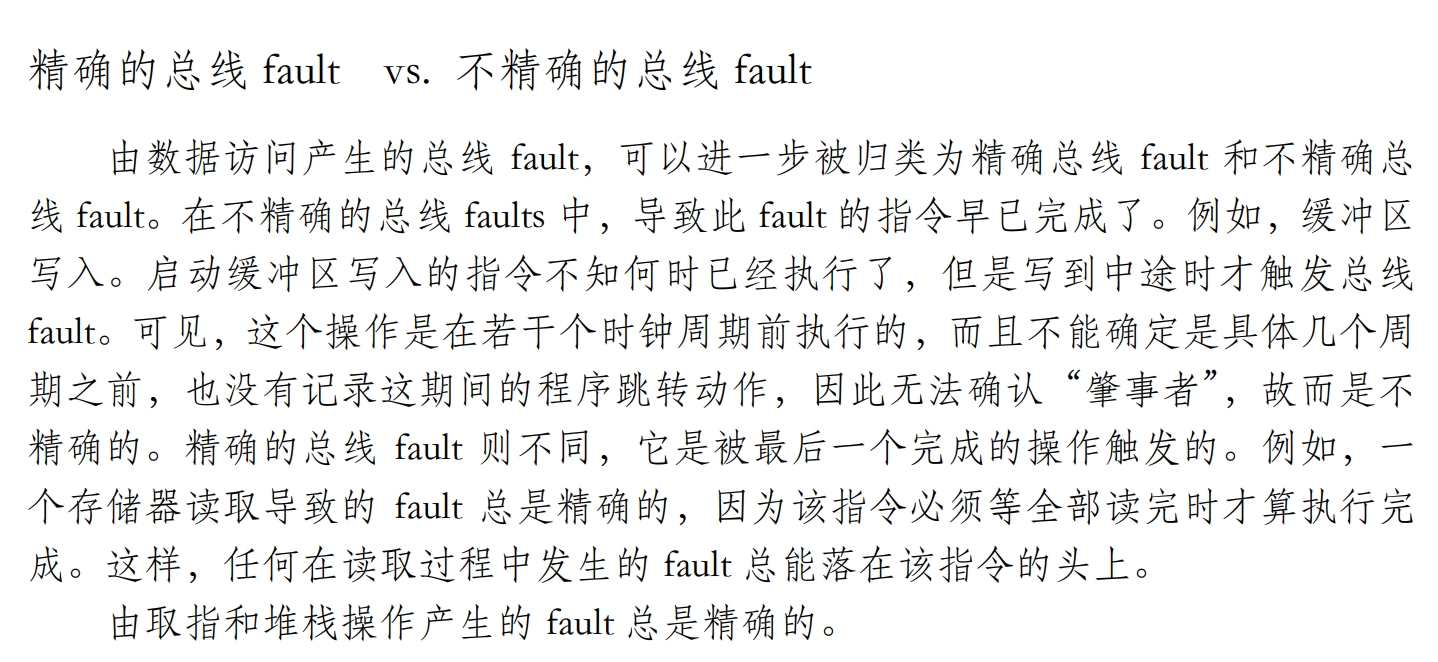 精确的总线 fault vs. 不精确的总线 fault
由数据访问产生的总线 fault，可以进一步被归类为精确总线 fault 和不精确总
线 fault。在不精确的总线 faults 中，导致此 fault 的指令早已完成了。例如，缓冲区
写入。启动缓冲区写入的指令不知何时已经执行了，但是写到中途时才触发总线
fault。可见，这个操作是在若干个时钟周期前执行的，而且不能确定是具体几个周
期之前，也没有记录这期间的程序跳转动作，因此无法确认“肇事者”，故而是不
精确的。精确的总线 fault 则不同，它是被最后一个完成的操作触发的。例如，一
个存储器读取导致的 fault 总是精确的，因为该指令必须等全部读完时才算执行完
成。这样，任何在读取过程中发生的 fault 总能落在该指令的头上。
由取指和堆栈操作产生的 fault 总是精确的。